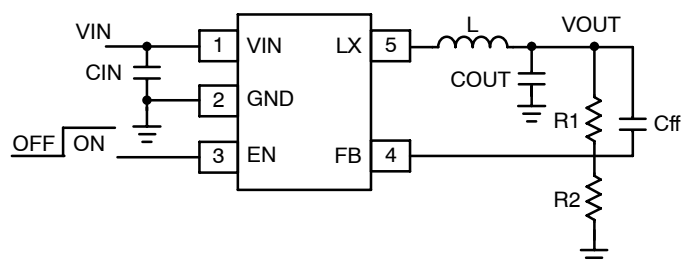 VIN
L
VOUT
1
VIN
LX
5
CIN
COUT
2
GND
R1
Cff
OFF
ON
3
EN
FB
4
R2